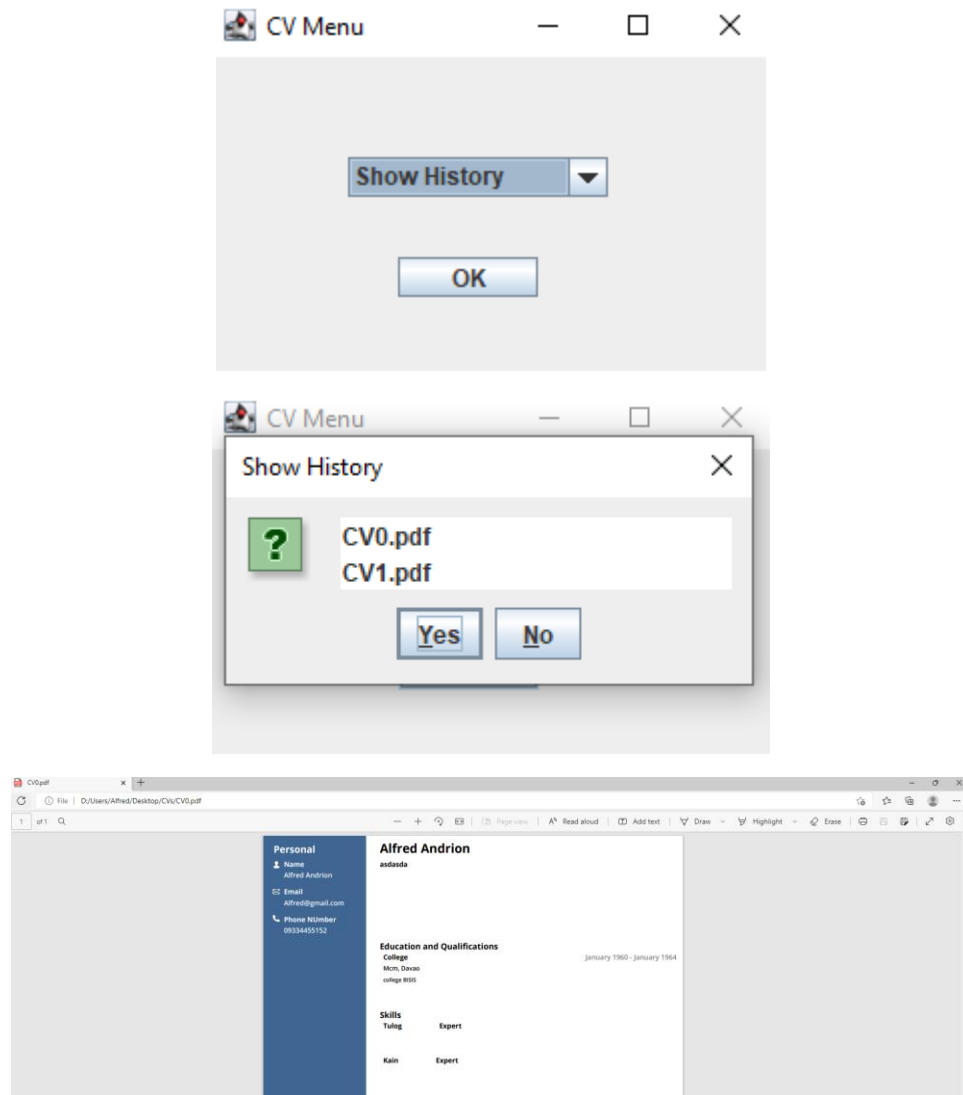 CV Menu
Show History
OK
CV Menu
Show History
CV0.pdf
CV1.pdf
Yes No
CV0.pdf
File D:/Users/Alfred/Desktop/CVs/CV0.pdf
1 of 1 Page view Read aloud Add text Draw Highlight Erase
Personal
Name
Alfred Andrion
Email
Alfred@gmail.com
Phone NUmber
09334455152
Alfred Andrion
asdasda
Education and Qualifications
College January 1960 - January 1964
Mcm, Davao
college BISIS
Skills
Tulog Expert
Kain Expert